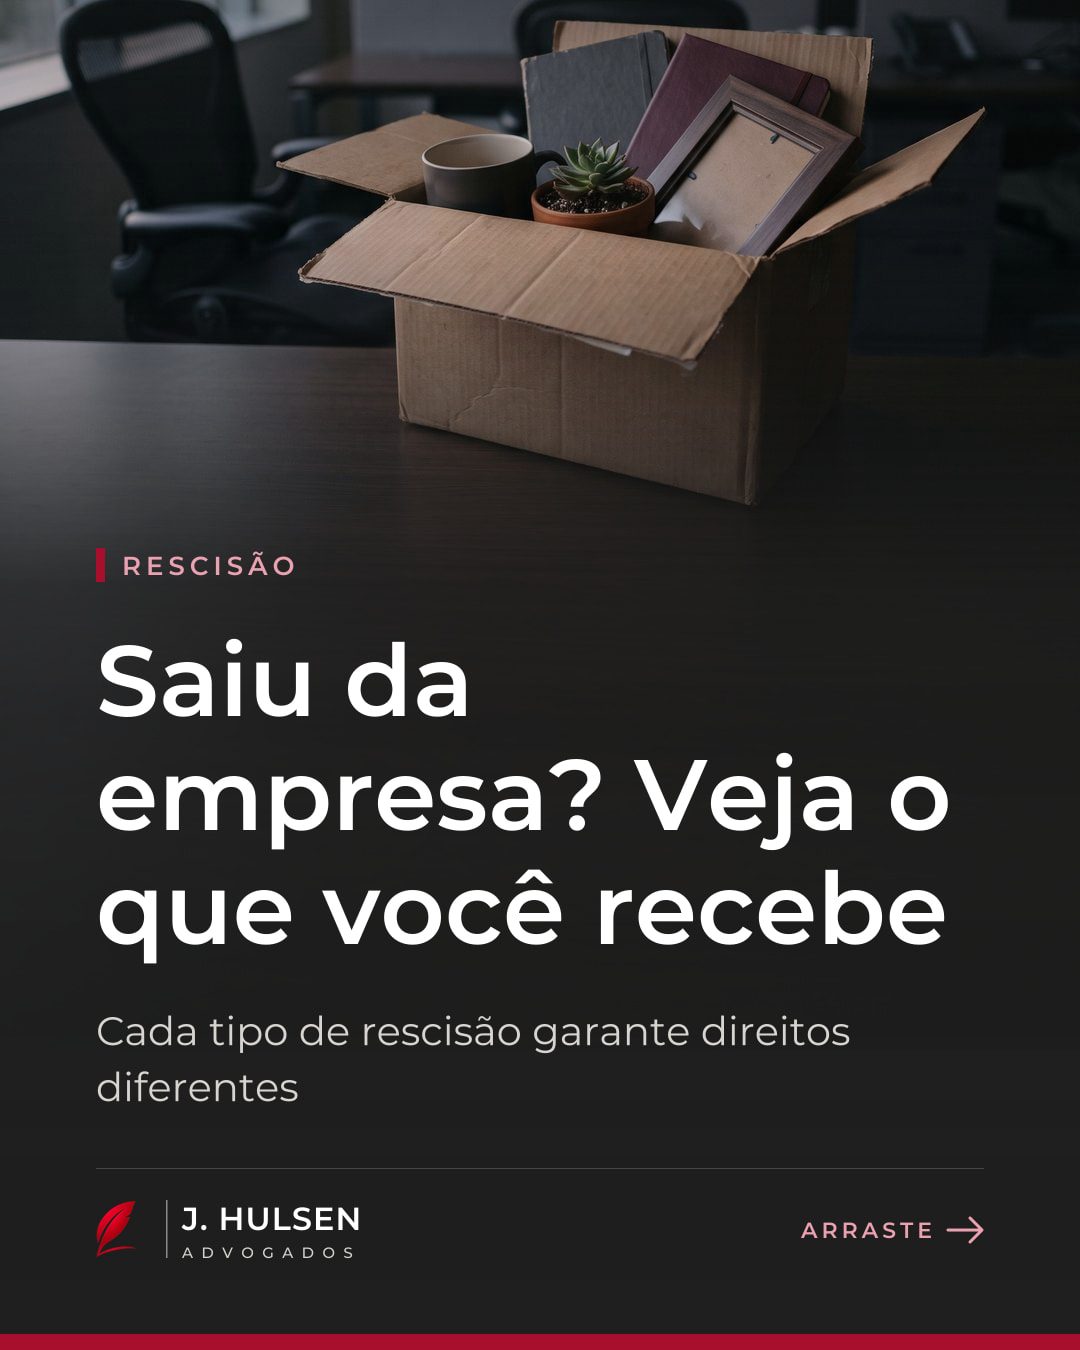 RESCISÃO
Saiu da
empresa? Veja o
que você recebe
Cada tipo de rescisão garante direitos
diferentes
J. HULSEN
ADVOGADOS
ARRASTE